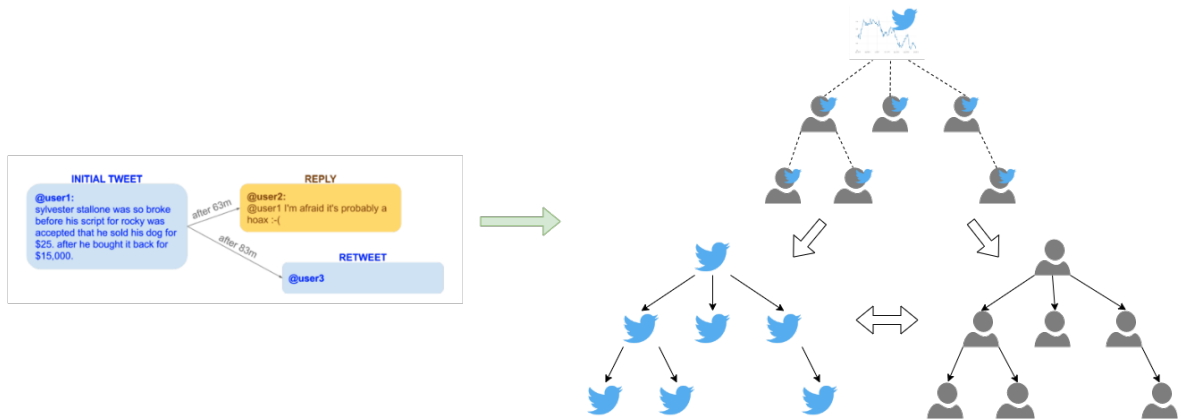 INITIAL TWEET
@user1:
sylvester stallone was so broke
before his script for rocky was
accepted that he sold his dog for
$25. after he bought it back for
$15,000.
after 63m
after 83m
REPLY
@user2:
@user1 I'm afraid it's probably a
hoax :-(
RETWEET
@user3